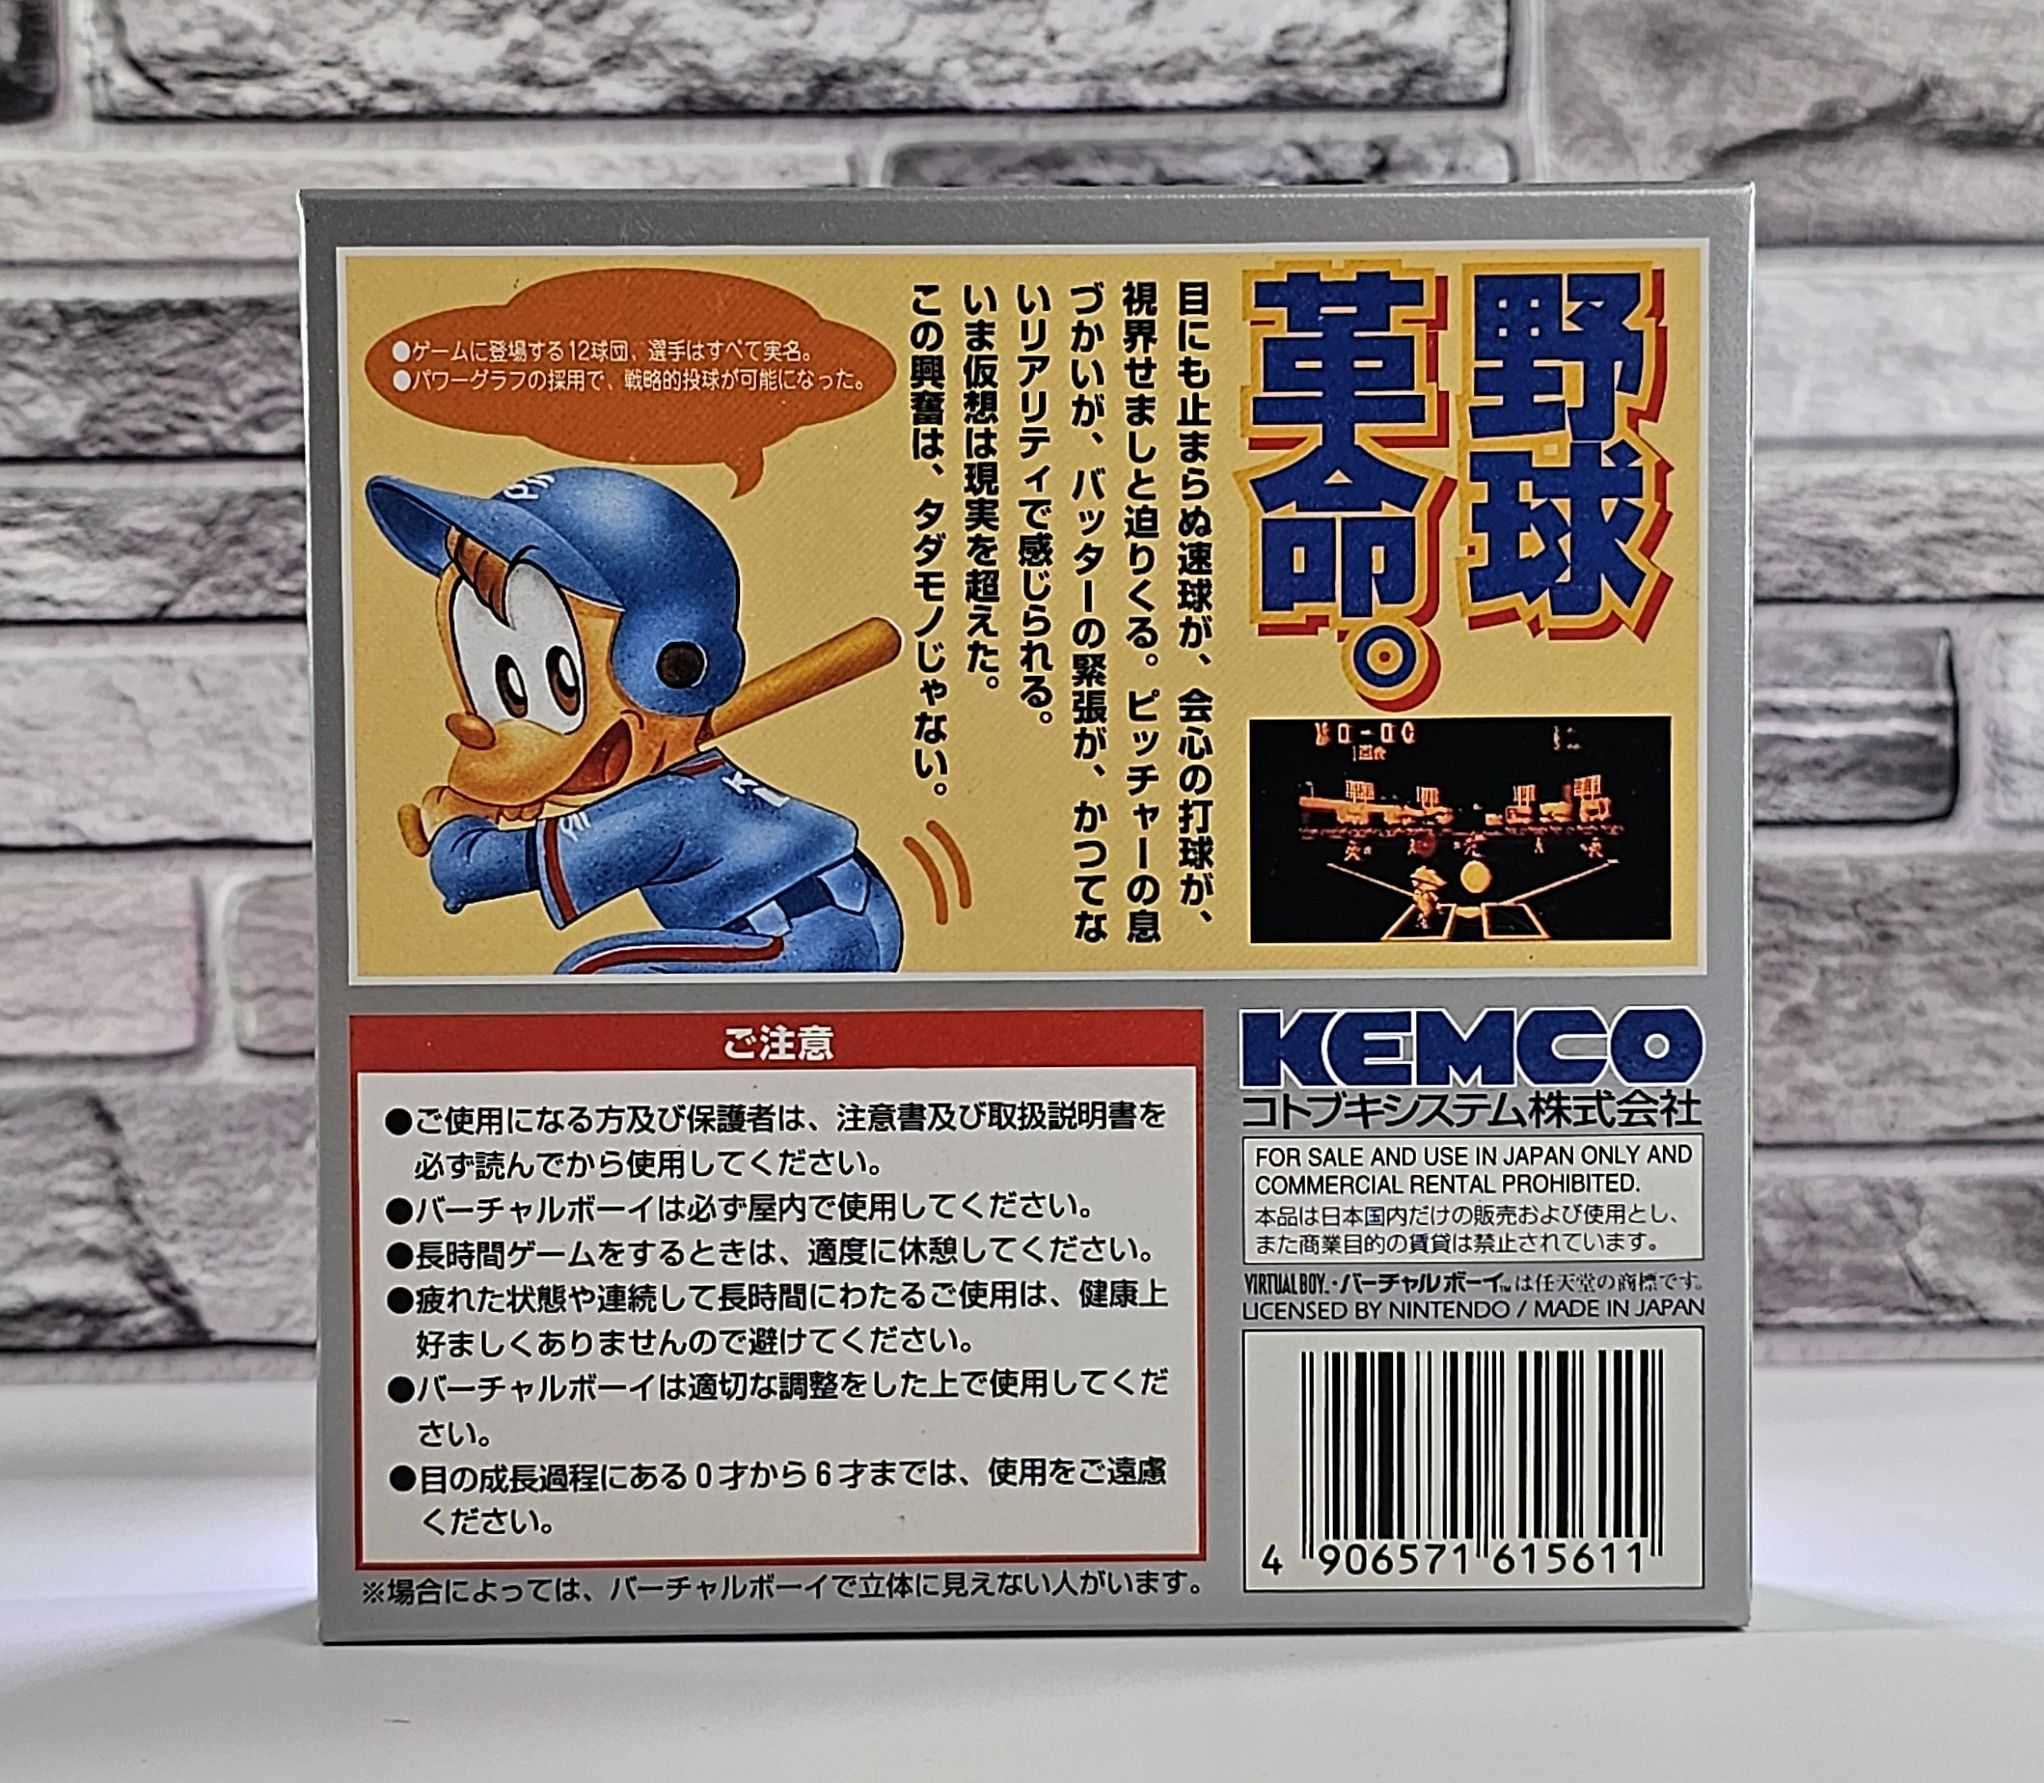 野球
革命。
目にも止まらぬ速球が、会心の打球が、
視界せましと迫りくる。ピッチャーの息
づかいが、バッターの緊張が、かつてな
いリアリティで感じられる。
いま仮想は現実を超えた。
この興奮は、タダモノじゃない。
●ゲームに登場する12球団、選手はすべて実名。
●パワーグラフの採用で、戦略的投球が可能になった。
ご注意
●ご使用になる方及び保護者は、注意書及び取扱説明書を
必ず読んでから使用してください。
●バーチャルボーイは必ず屋内で使用してください。
●長時間ゲームをするときは、適度に休憩してください。
●疲れた状態や連続して長時間にわたるご使用は、健康上
好ましくありませんので避けてください。
●バーチャルボーイは適切な調整をした上で使用してくだ
さい。
●目の成長過程にある0才から6才までは、使用をご遠慮
ください。
※場合によっては、バーチャルボーイで立体に見えない人がいます。
KEMCO
コトブキシステム株式会社
FOR SALE AND USE IN JAPAN ONLY AND
COMMERCIAL RENTAL PROHIBITED.
本品は日本国内だけの販売および使用とし、
また商業目的の賃貸は禁止されています。
VIRTUAL BOY™・バーチャルボーイ™は任天堂の商標です。
LICENSED BY NINTENDO / MADE IN JAPAN
4 906571 615611